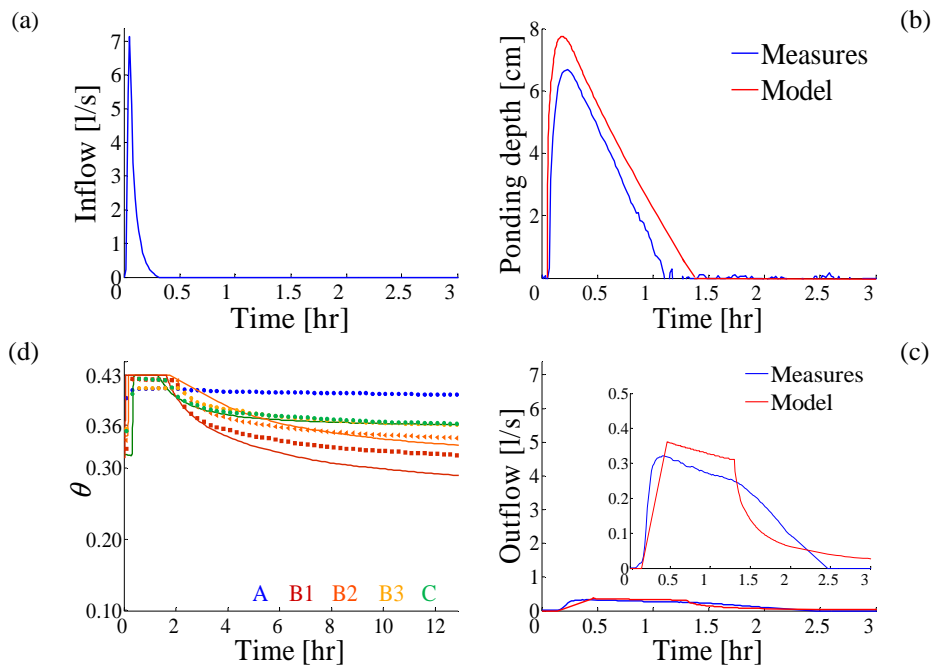 (a)
7
6
5
4
3
2
1
0
Inflow [l/s]
0 0.5 1 1.5 2 2.5 3
Time [hr]
(b)
8
6
4
2
0
Ponding depth [cm]
Measures
Model
0 0.5 1 1.5 2 2.5 3
Time [hr]
(d)
0.43
0.36
0.30
0.20
0.10
θ
A B1 B2 B3 C
0 2 4 6 8 10 12
Time [hr]
(c)
7
6
5
4
3
2
1
0
Outflow [l/s]
Measures
Model
0.5
0.4
0.3
0.2
0.1
0
0 0.5 1 1.5 2 2.5 3
0 0.5 1 1.5 2 2.5 3
Time [hr]